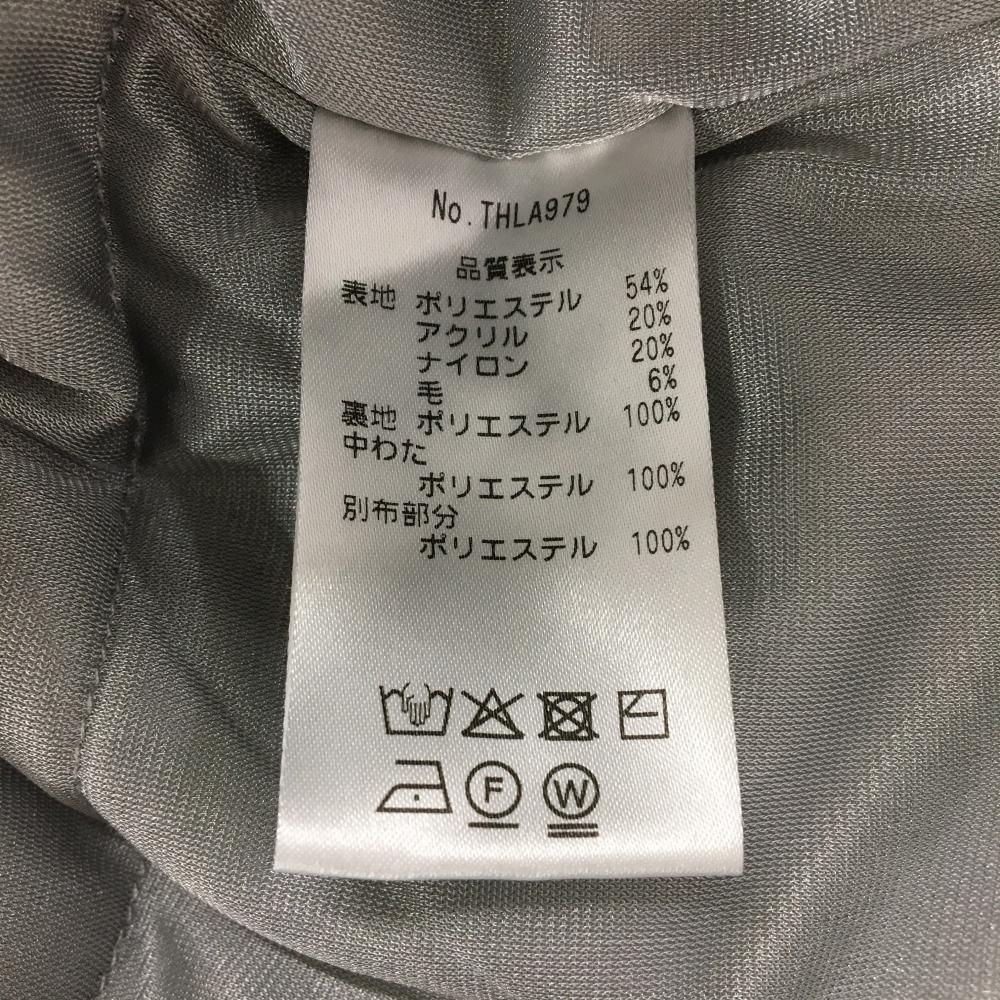 No.THLA979
品質表示
表地 ポリエステル 54%
アクリル 20%
ナイロン 20%
毛 6%
裏地 ポリエステル 100%
中わた
ポリエステル 100%
別布部分
ポリエステル 100%
F W